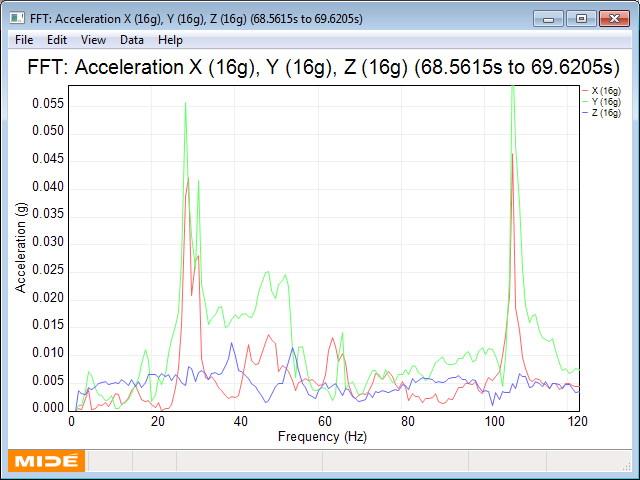 FFT: Acceleration X (16g), Y (16g), Z (16g) (68.5615s to 69.6205s)
File Edit View Data Help
FFT: Acceleration X (16g), Y (16g), Z (16g) (68.5615s to 69.6205s)
X (16g)
Y (16g)
Z (16g)
Acceleration (g)
0.055
0.050
0.045
0.040
0.035
0.030
0.025
0.020
0.015
0.010
0.005
0.000
0 20 40 60 80 100 120
Frequency (Hz)
MIDÉ